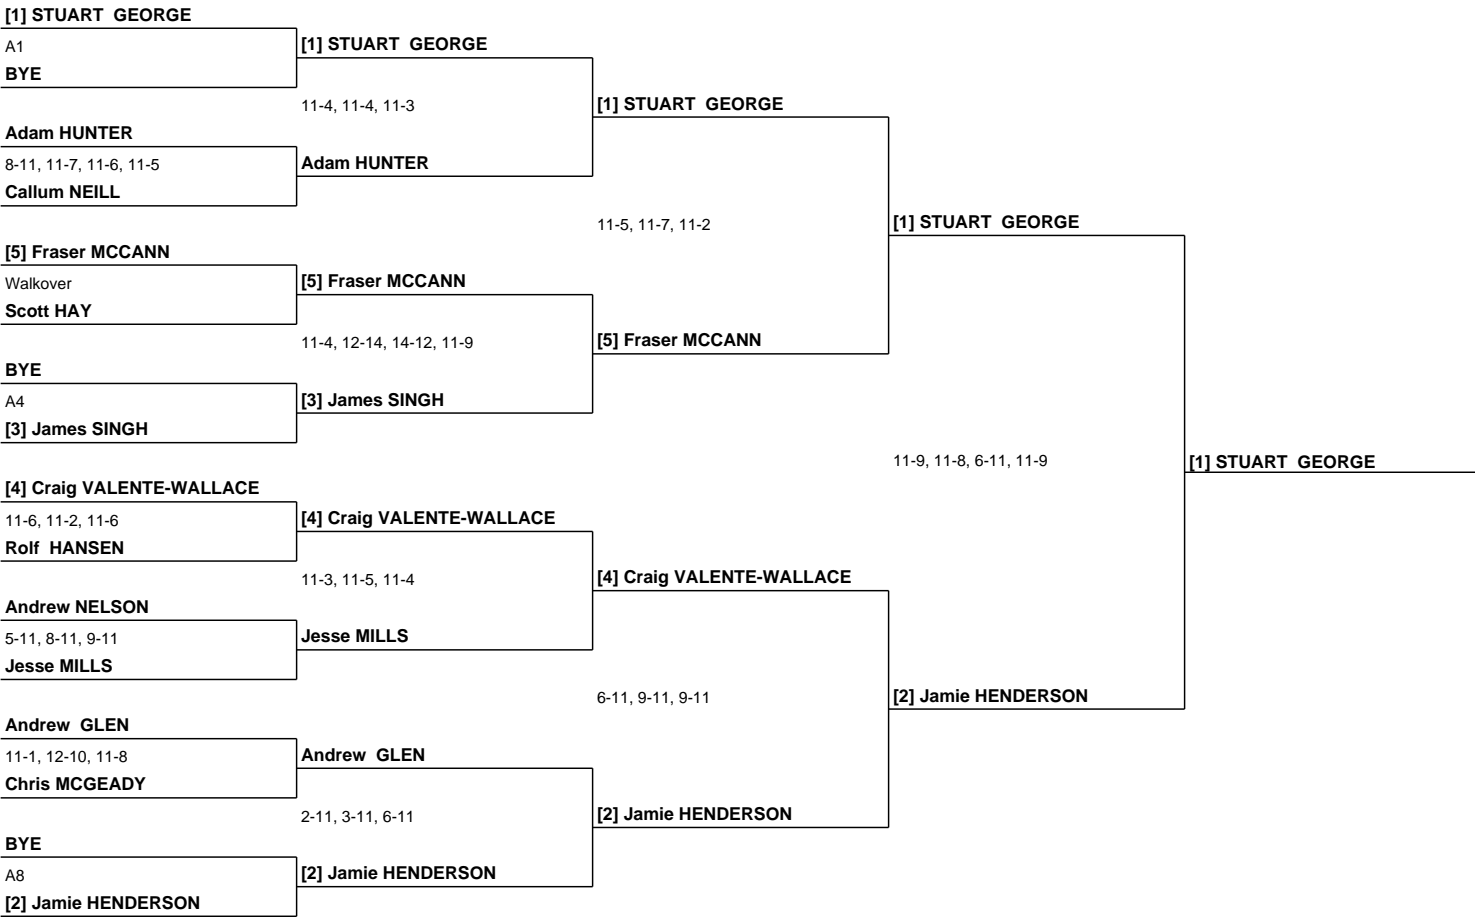 [1] STUART  GEORGE
A1
BYE
Adam HUNTER
8-11, 11-7, 11-6, 11-5
Callum NEILL
[5] Fraser MCCANN
Walkover
Scott HAY
BYE
A4
[3] James SINGH
[4] Craig VALENTE-WALLACE
11-6, 11-2, 11-6
Rolf  HANSEN
Andrew NELSON
5-11, 8-11, 9-11
Jesse MILLS
Andrew  GLEN
11-1, 12-10, 11-8
Chris MCGEADY
BYE
A8
[2] Jamie HENDERSON
[1] STUART  GEORGE
11-4, 11-4, 11-3
Adam HUNTER
[5] Fraser MCCANN
11-4, 12-14, 14-12, 11-9
[3] James SINGH
[4] Craig VALENTE-WALLACE
11-3, 11-5, 11-4
Jesse MILLS
Andrew  GLEN
2-11, 3-11, 6-11
[2] Jamie HENDERSON
[1] STUART  GEORGE
11-5, 11-7, 11-2
[5] Fraser MCCANN
[4] Craig VALENTE-WALLACE
6-11, 9-11, 9-11
[2] Jamie HENDERSON
[1] STUART  GEORGE
11-9, 11-8, 6-11, 11-9
[2] Jamie HENDERSON
[1] STUART  GEORGE